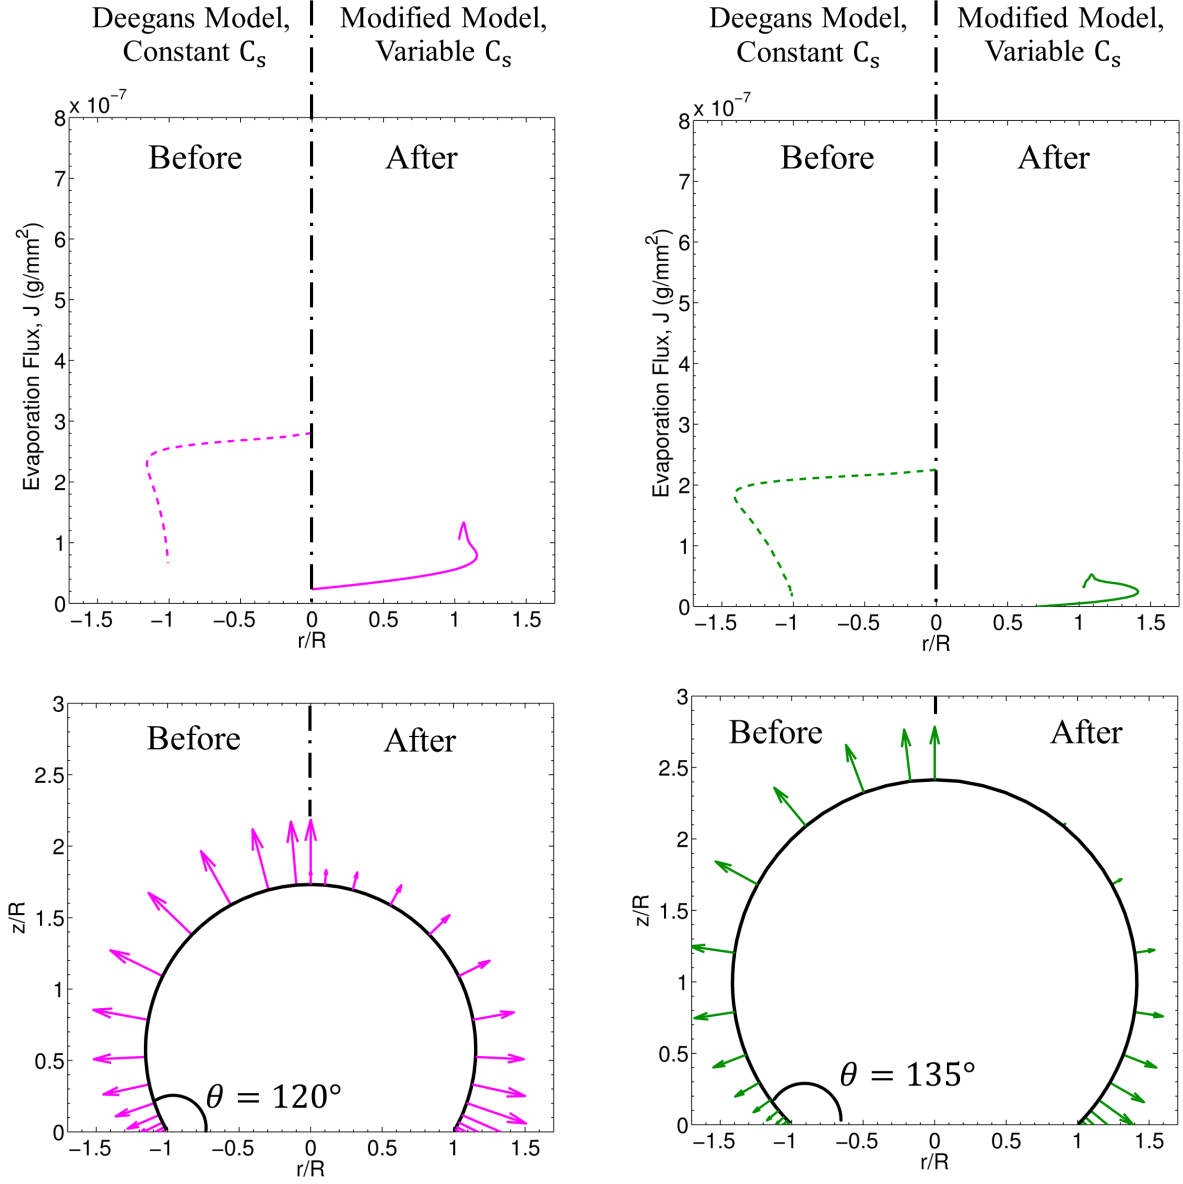 Deegans Model,
Constant Cₛ
Modified Model,
Variable Cₛ
Deegans Model,
Constant Cₛ
Modified Model,
Variable Cₛ
x 10⁻⁷
Before
After
8
7
6
5
4
3
2
1
0
Evaporation Flux, J (g/mm²)
−1.5 −1 −0.5 0 0.5 1 1.5
r/R
x 10⁻⁷
Before
After
8
7
6
5
4
3
2
1
0
Evaporation Flux, J (g/mm²)
−1.5 −1 −0.5 0 0.5 1 1.5
r/R
Before
After
3
2.5
2
1.5
1
0.5
0
z/R
θ = 120°
−1.5 −1 −0.5 0 0.5 1 1.5
r/R
Before
After
3
2.5
2
1.5
1
0.5
0
z/R
θ = 135°
−1.5 −1 −0.5 0 0.5 1 1.5
r/R